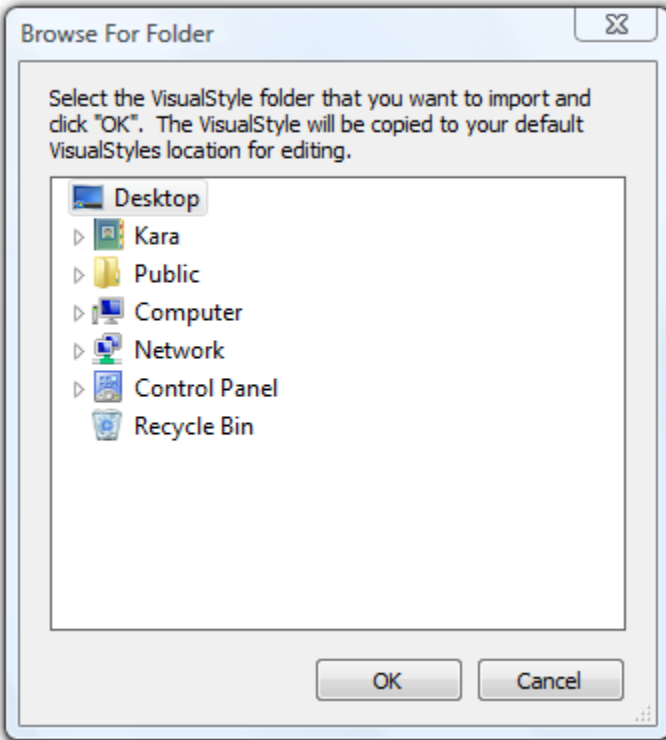 Browse For Folder
Select the VisualStyle folder that you want to import and
click "OK".  The VisualStyle will be copied to your default
VisualStyles location for editing.
Desktop
Kara
Public
Computer
Network
Control Panel
Recycle Bin
OK
Cancel